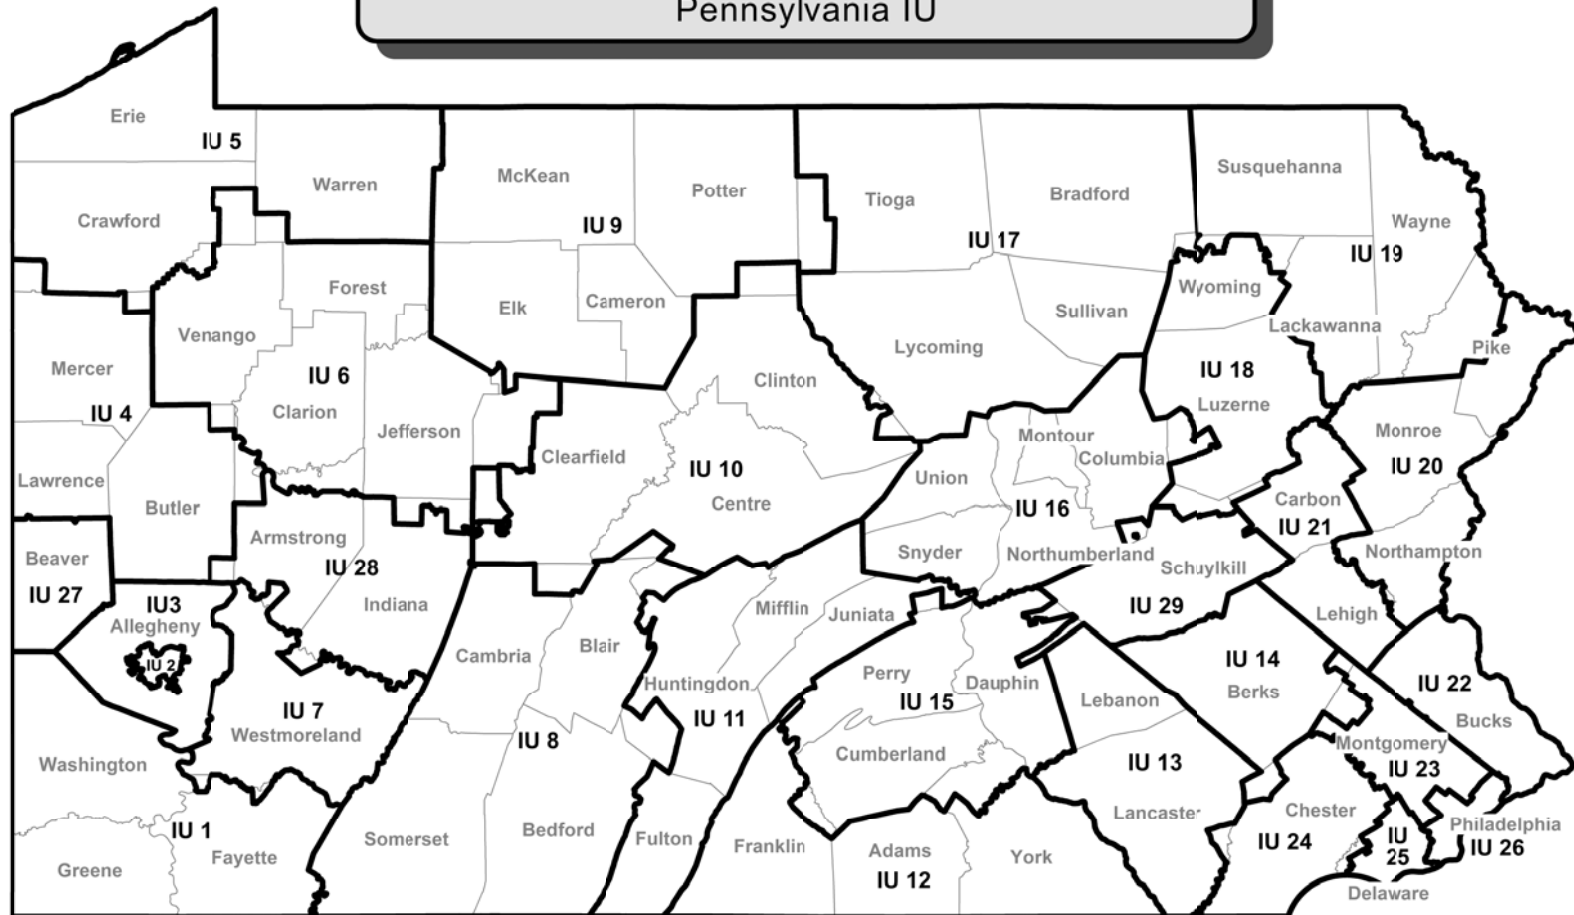 Pennsylvania IU
Erie
IU 5
Warren
McKean
Potter
Tioga
Bradford
Susquehanna
Wayne
Crawford
IU 9
IU 17
IU 19
Forest
Elk
Cameron
Sullivan
Wyoming
Lackawanna
Venango
Mercer
IU 6
Lycoming
Clinton
IU 18
Pike
IU 4
Clarion
Jefferson
Luzerne
Monroe
Lawrence
Clearfield
IU 10
Montour
Columbia
IU 20
Butler
Centre
Union
IU 16
Carbon
IU 21
Beaver
Armstrong
IU 28
Snyder
Northumberland
Schuylkill
Northampton
IU 27
IU3
Allegheny
Indiana
Mifflin
Juniata
IU 29
Lehigh
IU 2
Cambria
Blair
Huntingdon
Perry
Dauphin
IU 14
Berks
IU 22
IU 7
Westmoreland
IU 8
IU 11
IU 15
Lebanon
Bucks
Washington
Cumberland
IU 13
Montgomery
IU 23
Lancaster
Chester
IU 1
Greene
Fayette
Somerset
Bedford
Fulton
Franklin
Adams
IU 12
York
IU 24
IU
25
Philadelphia
IU 26
Delaware